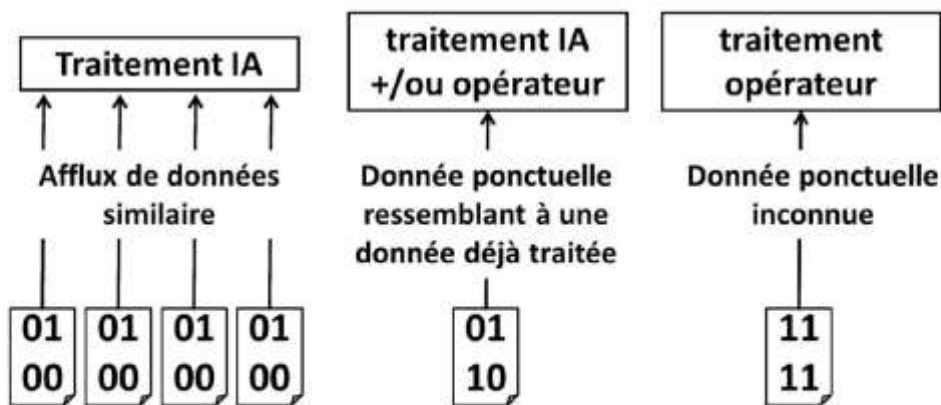 Traitement IA
Afflux de données
similaire
01
00
01
00
01
00
01
00
traitement IA
+/ou opérateur
Donnée ponctuelle
ressemblant à une
donnée déjà traitée
01
10
traitement
opérateur
Donnée ponctuelle
inconnue
11
11